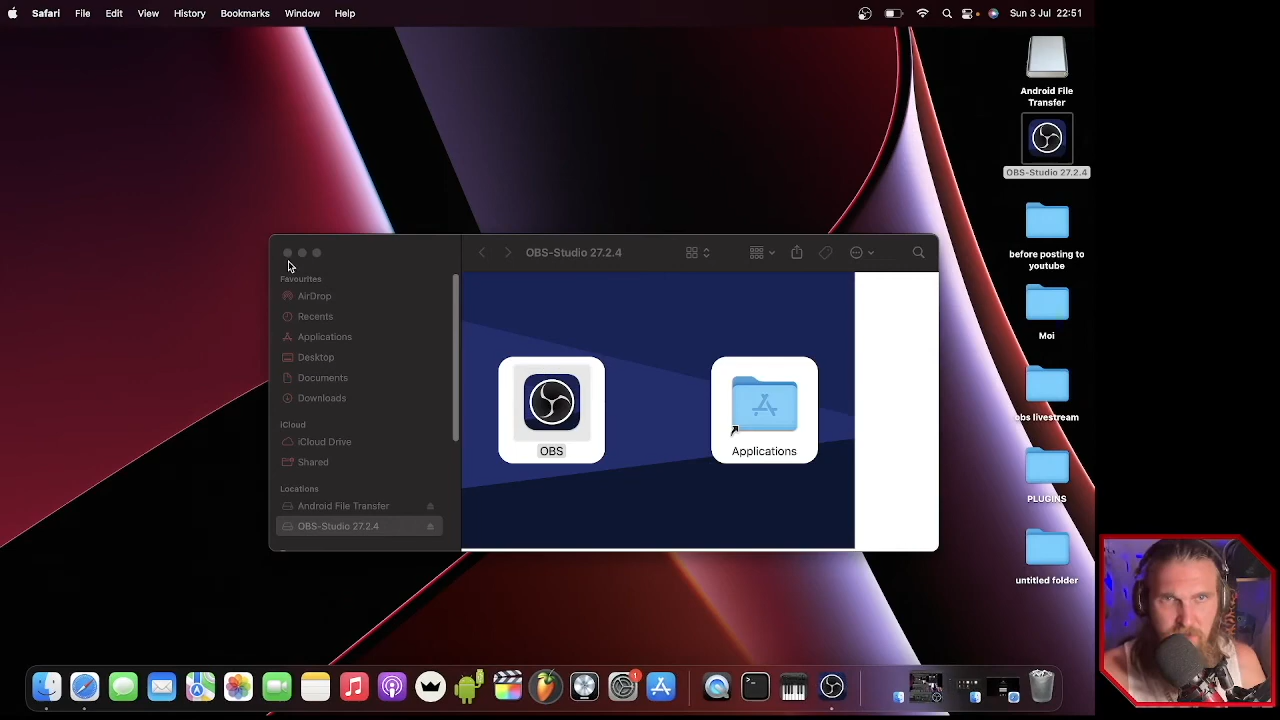 Safari File Edit View History Bookmarks Window Help
Sun 3 Jul 22:51
Android File
Transfer
OBS-Studio 27.2.4
before posting to
youtube
Moi
obs livestream
PLUGINS
untitled folder
OBS-Studio 27.2.4
Favourites
AirDrop
Recents
Applications
Desktop
Documents
Downloads
iCloud
iCloud Drive
Shared
Locations
Android File Transfer
OBS-Studio 27.2.4
OBS
Applications
1